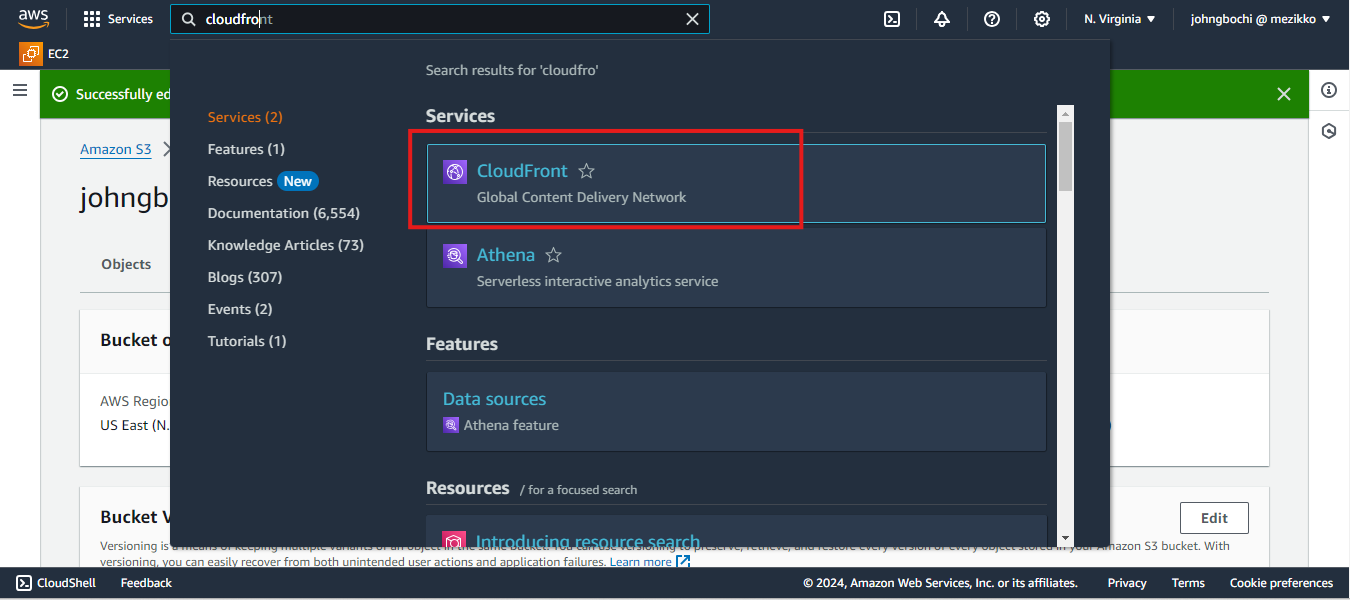 aws
Services
cloudfront
N. Virginia
johngbochi @ mezikko
EC2
Search results for 'cloudfro'
Successfully ed
Services (2)
Features (1)
Resources New
Documentation (6,554)
Knowledge Articles (73)
Blogs (307)
Events (2)
Tutorials (1)
Services
CloudFront
Global Content Delivery Network
Athena
Serverless interactive analytics service
Features
Data sources
Athena feature
Resources / for a focused search
Introducing resource search
Amazon S3
johngb
Objects
Bucket o
AWS Regio
US East (N.
Bucket V
Edit
Versioning is a means of keeping multiple variants of an object in the same bucket. You can use versioning to preserve, retrieve, and restore every version of every object stored in your Amazon S3 bucket. With
versioning, you can easily recover from both unintended user actions and application failures. Learn more
CloudShell
Feedback
© 2024, Amazon Web Services, Inc. or its affiliates.
Privacy
Terms
Cookie preferences